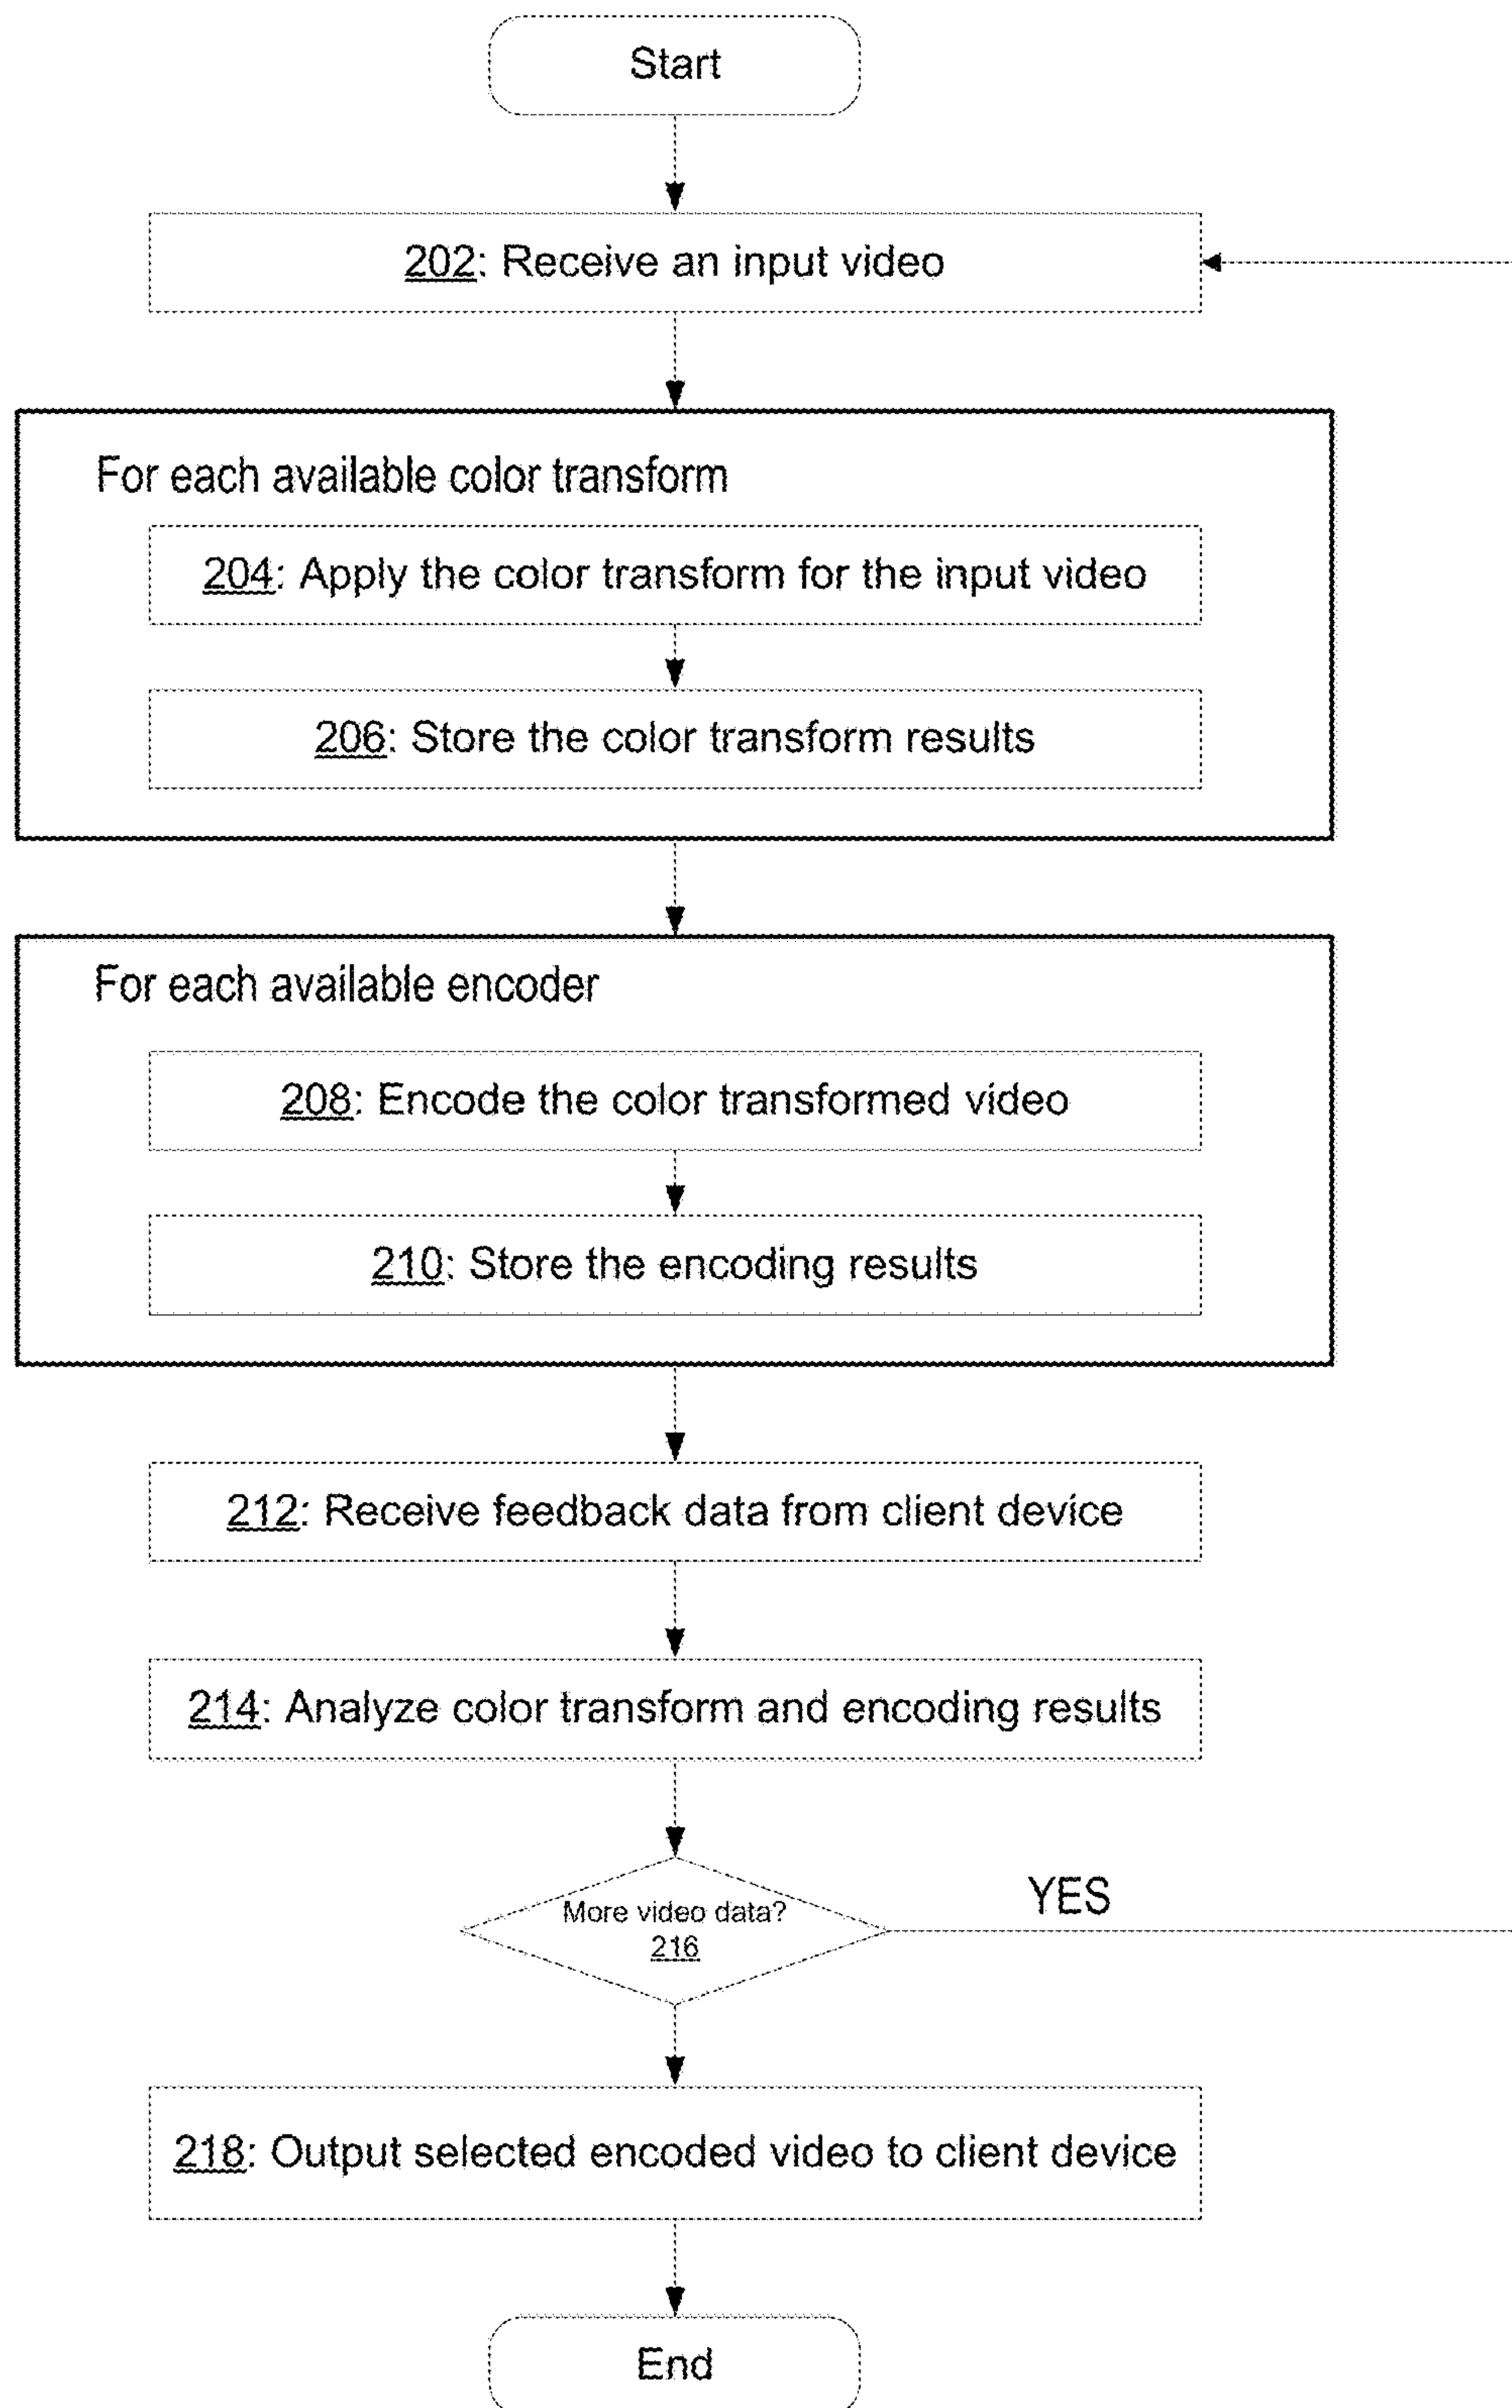 Start
202: Receive an input video
For each available color transform
204: Apply the color transform for the input video
206: Store the color transform results
For each available encoder
208: Encode the color transformed video
210: Store the encoding results
212: Receive feedback data from client device
214: Analyze color transform and encoding results
More video data?
216
YES
218: Output selected encoded video to client device
End